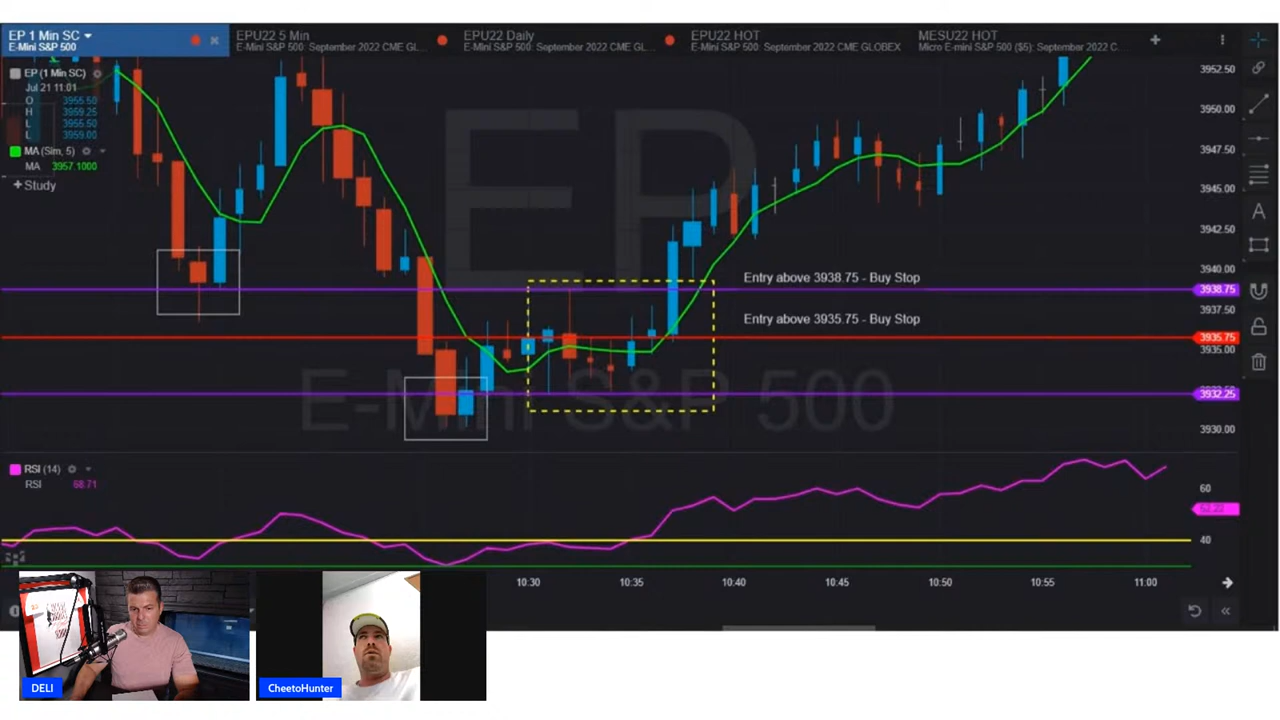 EP 1 Min SC
E-Mini S&P 500
EPU22 5 Min
E-Mini S&P 500: September 2022 CME GL...
EPU22 Daily
E-Mini S&P 500: September 2022 CME GL...
EPU22 HOT
E-Mini S&P 500: September 2022 CME GLOBEX
MESU22 HOT
Micro E-mini S&P 500 ($5): September 2022 C...
EP (1 Min SC)
Jul 21 11:01
O 3955.50
H 3959.25
L 3955.50
L 3959.00
MA (Sim, 5)
MA 3957.1000
+ Study
EP
E-Mini S&P 500
Entry above 3938.75 - Buy Stop
Entry above 3935.75 - Buy Stop
3952.50
3950.00
3947.50
3945.00
3942.50
3940.00
3938.75
3937.50
3935.75
3935.00
3932.25
3930.00
RSI (14)
RSI 68.71
60
40
10:30
10:35
10:40
10:45
10:50
10:55
11:00
DELI
CheetoHunter